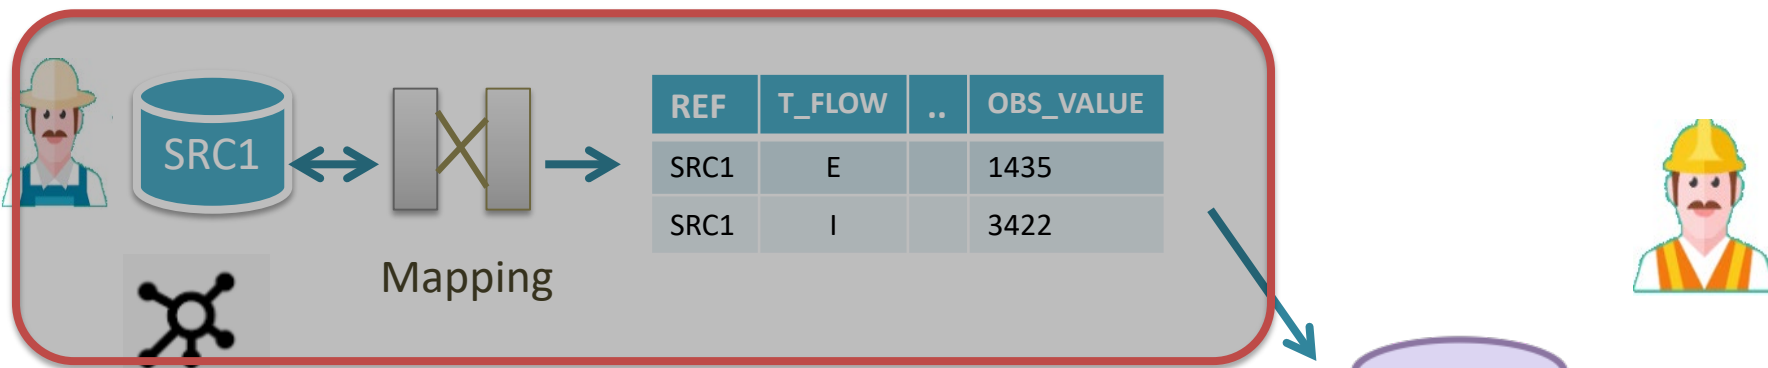 SRC1
Mapping
REF T_FLOW .. OBS_VALUE
SRC1 E 1435
SRC1 I 3422